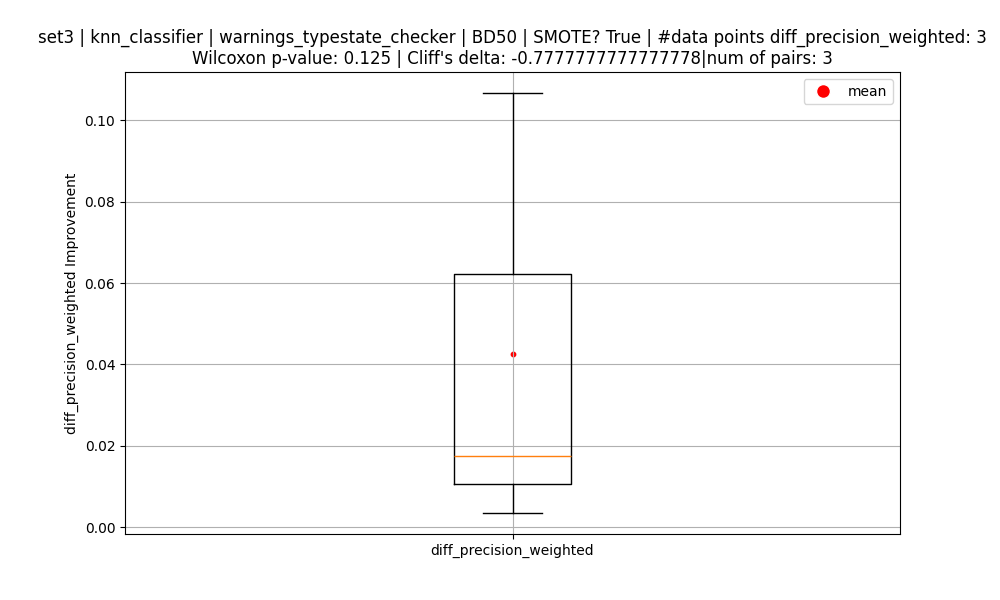 set3 | knn_classifier | warnings_typestate_checker | BD50 | SMOTE? True | #data points diff_precision_weighted: 3
Wilcoxon p-value: 0.125 | Cliff's delta: -0.7777777777777778|num of pairs: 3
mean
0.10
0.08
0.06
0.04
0.02
0.00
diff_precision_weighted Improvement
diff_precision_weighted